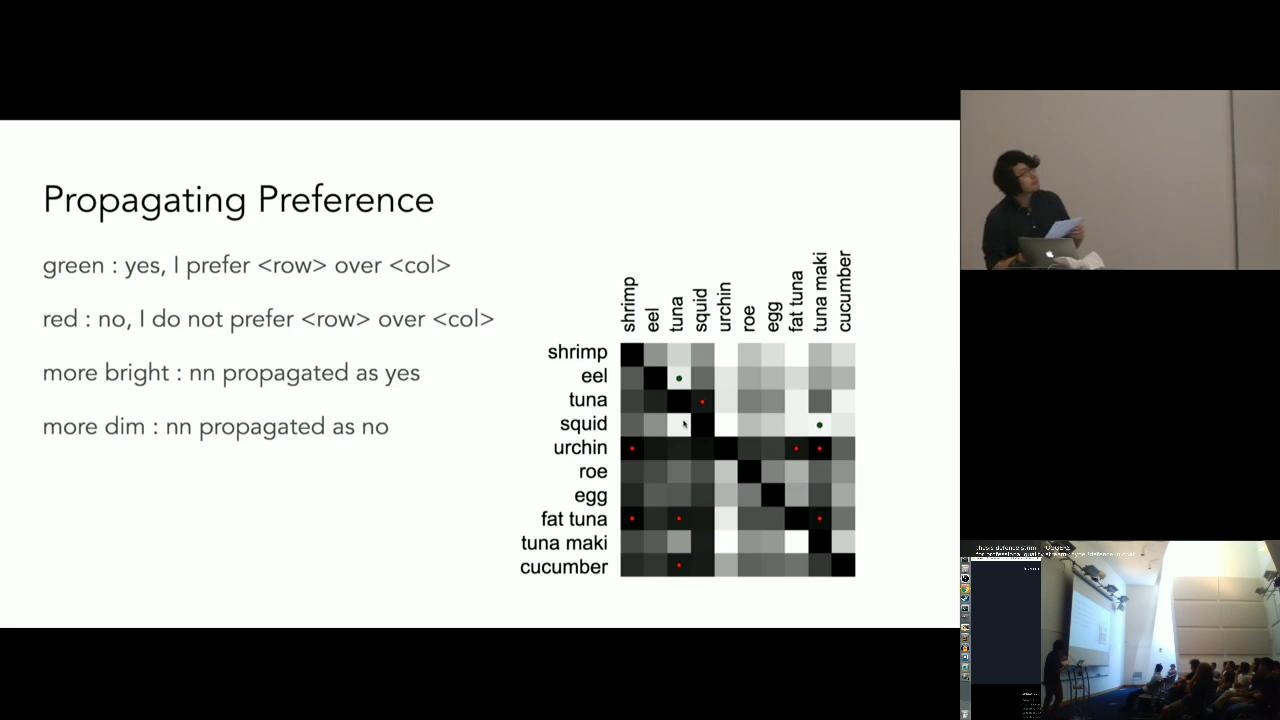 Propagating Preference
green : yes, I prefer <row> over <col>
red : no, I do not prefer <row> over <col>
more bright : nn propagated as yes
more dim : nn propagated as no
shrimp
eel
tuna
squid
urchin
roe
egg
fat tuna
tuna maki
cucumber
shrimp
eel
tuna
squid
urchin
roe
egg
fat tuna
tuna maki
cucumber